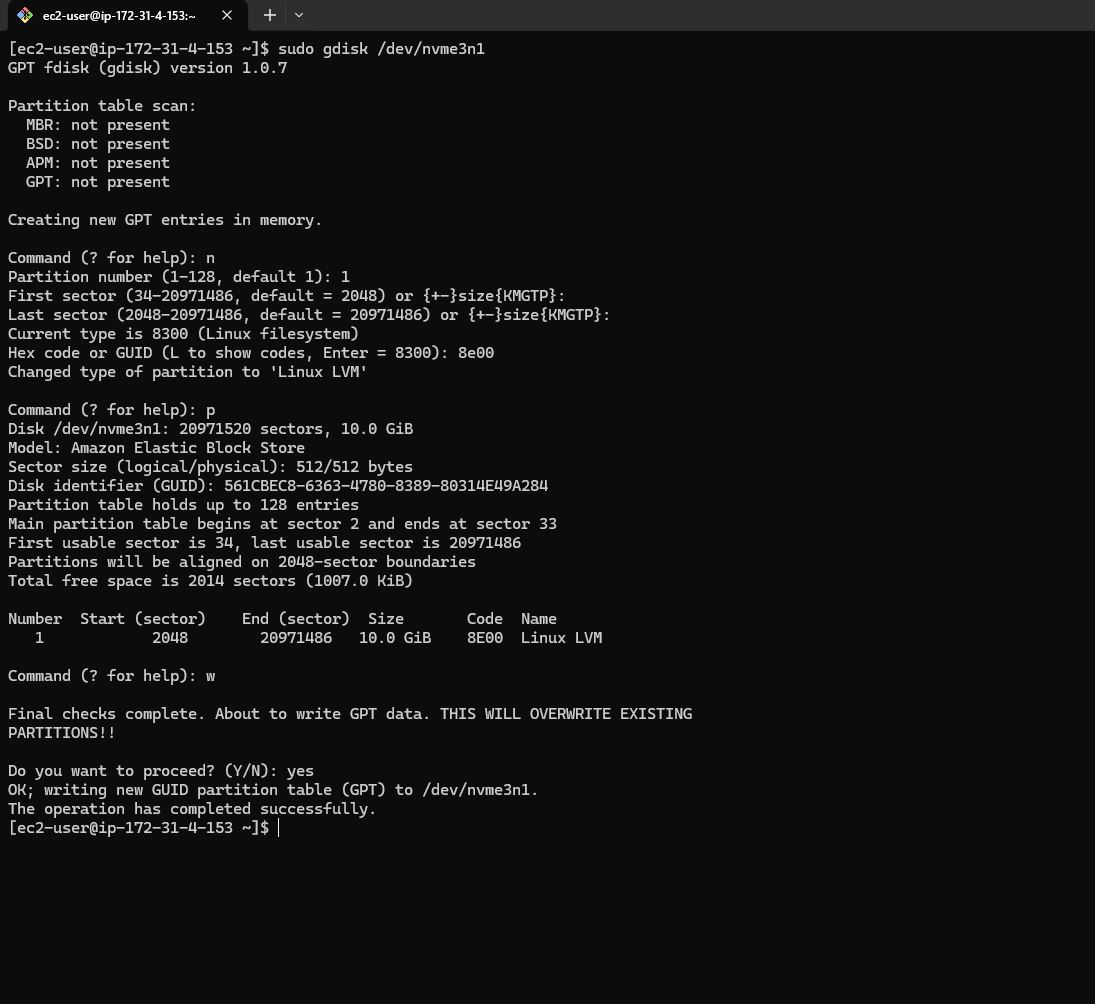 ec2-user@ip-172-31-4-153:~
[ec2-user@ip-172-31-4-153 ~]$ sudo gdisk /dev/nvme3n1
GPT fdisk (gdisk) version 1.0.7
Partition table scan:
  MBR: not present
  BSD: not present
  APM: not present
  GPT: not present
Creating new GPT entries in memory.
Command (? for help): n
Partition number (1-128, default 1): 1
First sector (34-20971486, default = 2048) or {+-}size{KMGTP}:
Last sector (2048-20971486, default = 20971486) or {+-}size{KMGTP}:
Current type is 8300 (Linux filesystem)
Hex code or GUID (L to show codes, Enter = 8300): 8e00
Changed type of partition to 'Linux LVM'
Command (? for help): p
Disk /dev/nvme3n1: 20971520 sectors, 10.0 GiB
Model: Amazon Elastic Block Store
Sector size (logical/physical): 512/512 bytes
Disk identifier (GUID): 561CBEC8-6363-4780-8389-80314E49A284
Partition table holds up to 128 entries
Main partition table begins at sector 2 and ends at sector 33
First usable sector is 34, last usable sector is 20971486
Partitions will be aligned on 2048-sector boundaries
Total free space is 2014 sectors (1007.0 KiB)
Number  Start (sector)    End (sector)  Size       Code  Name
   1            2048        20971486   10.0 GiB    8E00  Linux LVM
Command (? for help): w
Final checks complete. About to write GPT data. THIS WILL OVERWRITE EXISTING
PARTITIONS!!
Do you want to proceed? (Y/N): yes
OK; writing new GUID partition table (GPT) to /dev/nvme3n1.
The operation has completed successfully.
[ec2-user@ip-172-31-4-153 ~]$